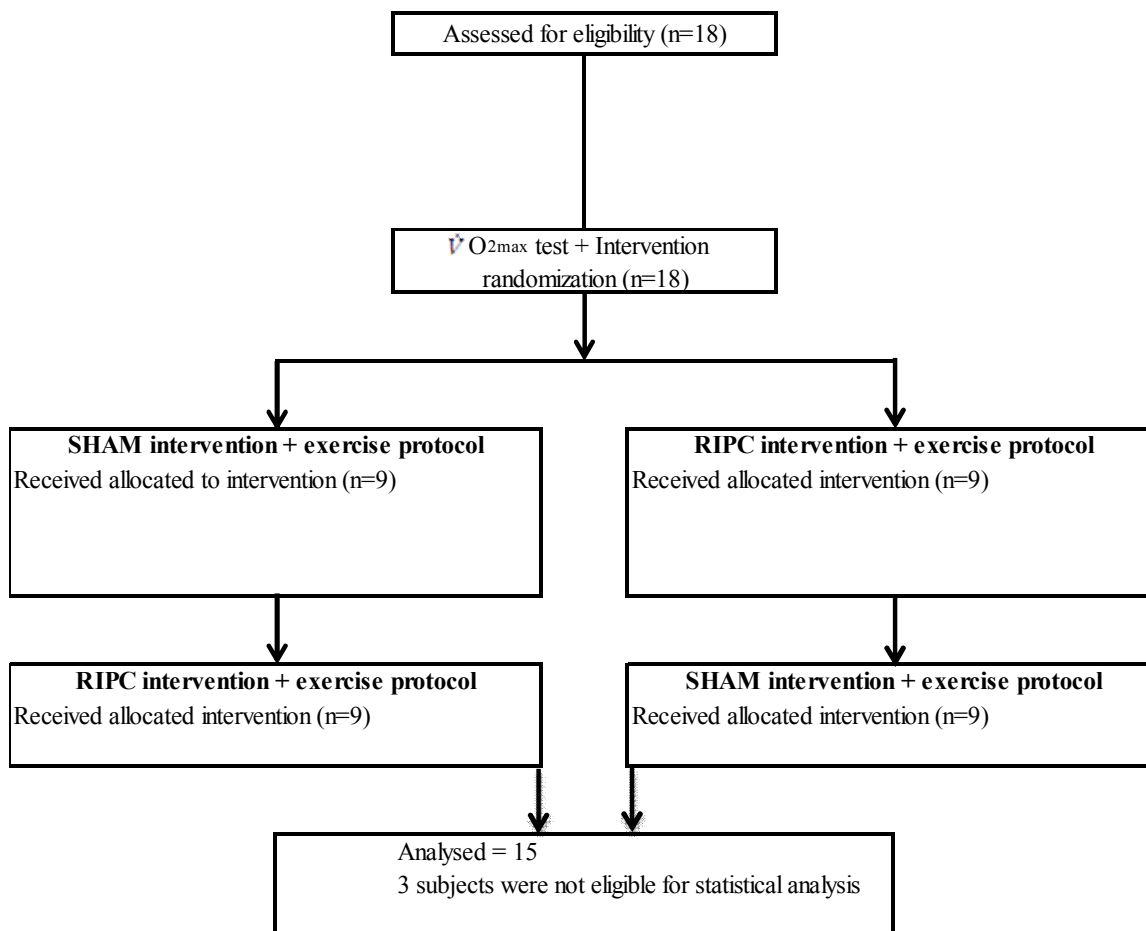 Assessed for eligibility (n=18)
V̇ O2max test + Intervention
randomization (n=18)
SHAM intervention + exercise protocol
Received allocated to intervention (n=9)
RIPC intervention + exercise protocol
Received allocated intervention (n=9)
RIPC intervention + exercise protocol
Received allocated intervention (n=9)
SHAM intervention + exercise protocol
Received allocated intervention (n=9)
Analysed = 15
3 subjects were not eligible for statistical analysis